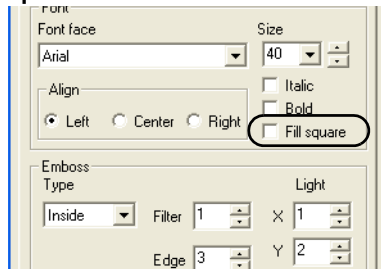 Font
Font face Size
Arial 40
Italic
Align Bold
Left Center Right Fill square
Emboss
Type Light
Inside Filter 1 X 1
Edge 3 Y 2